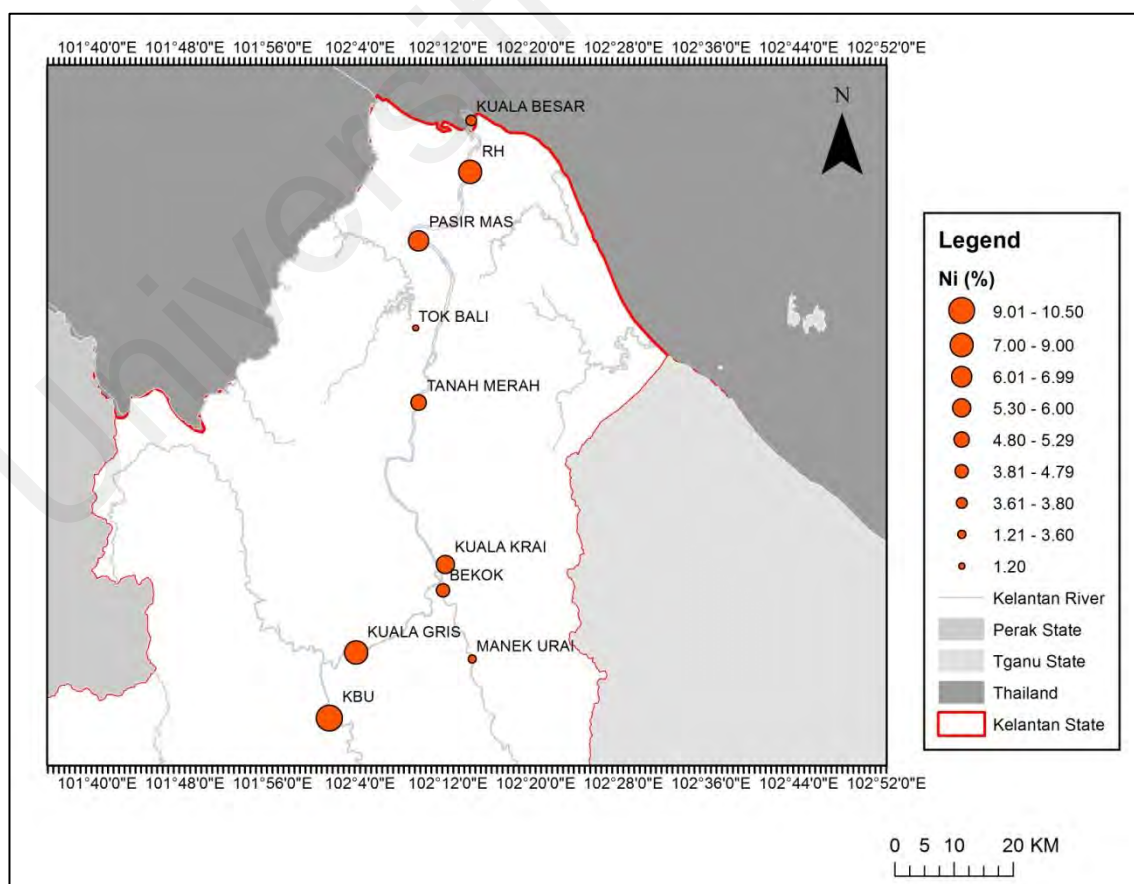 Universit
101°40'0"E 101°48'0"E 101°56'0"E 102°4'0"E 102°12'0"E 102°20'0"E 102°28'0"E 102°36'0"E 102°44'0"E 102°52'0"E
N
KUALA BESAR
RH
PASIR MAS
TOK BALI
TANAH MERAH
KUALA KRAI
BEKOK
KUALA GRIS
MANEK URAI
KBU
101°40'0"E 101°48'0"E 101°56'0"E 102°4'0"E 102°12'0"E 102°20'0"E 102°28'0"E 102°36'0"E 102°44'0"E 102°52'0"E
Legend
Ni (%)
9.01 - 10.50
7.00 - 9.00
6.01 - 6.99
5.30 - 6.00
4.80 - 5.29
3.81 - 4.79
3.61 - 3.80
1.21 - 3.60
1.20
Kelantan River
Perak State
Tganu State
Thailand
Kelantan State
0 5 10 20 KM